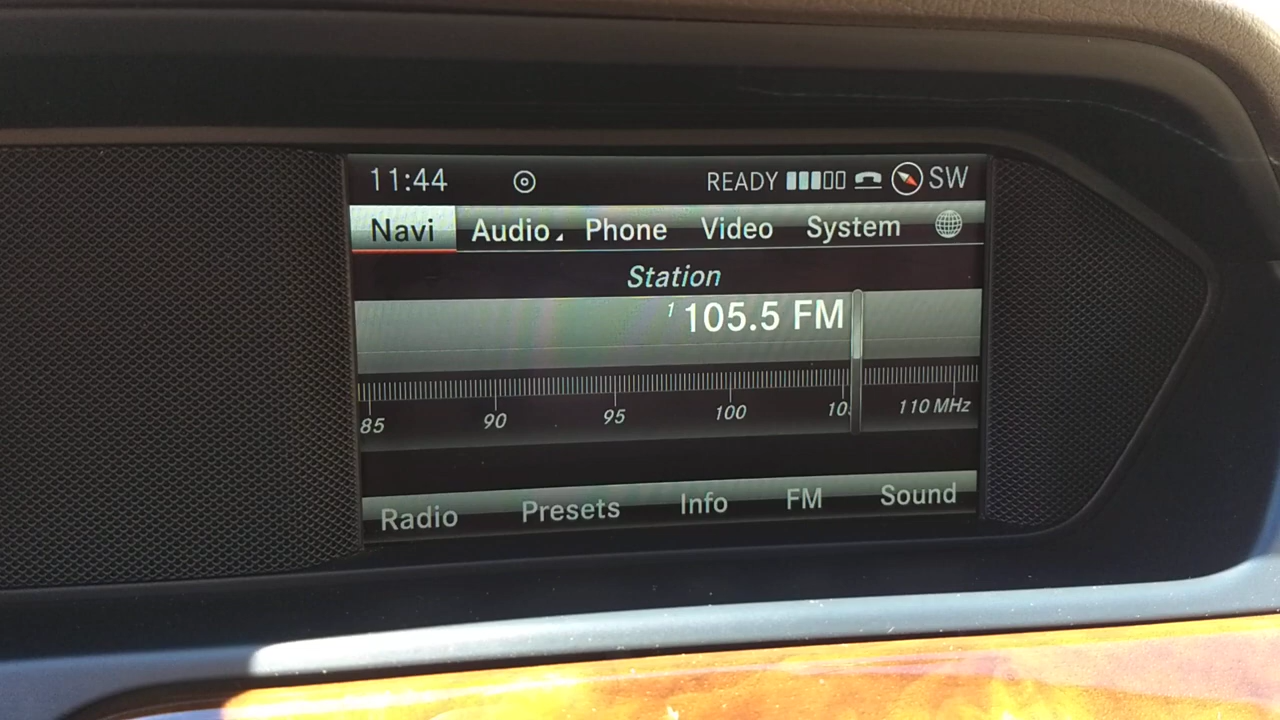 11:44 READY SW
Navi Audio Phone Video System
Station
1 105.5 FM
85 90 95 100 10 110 MHz
Radio Presets Info FM Sound